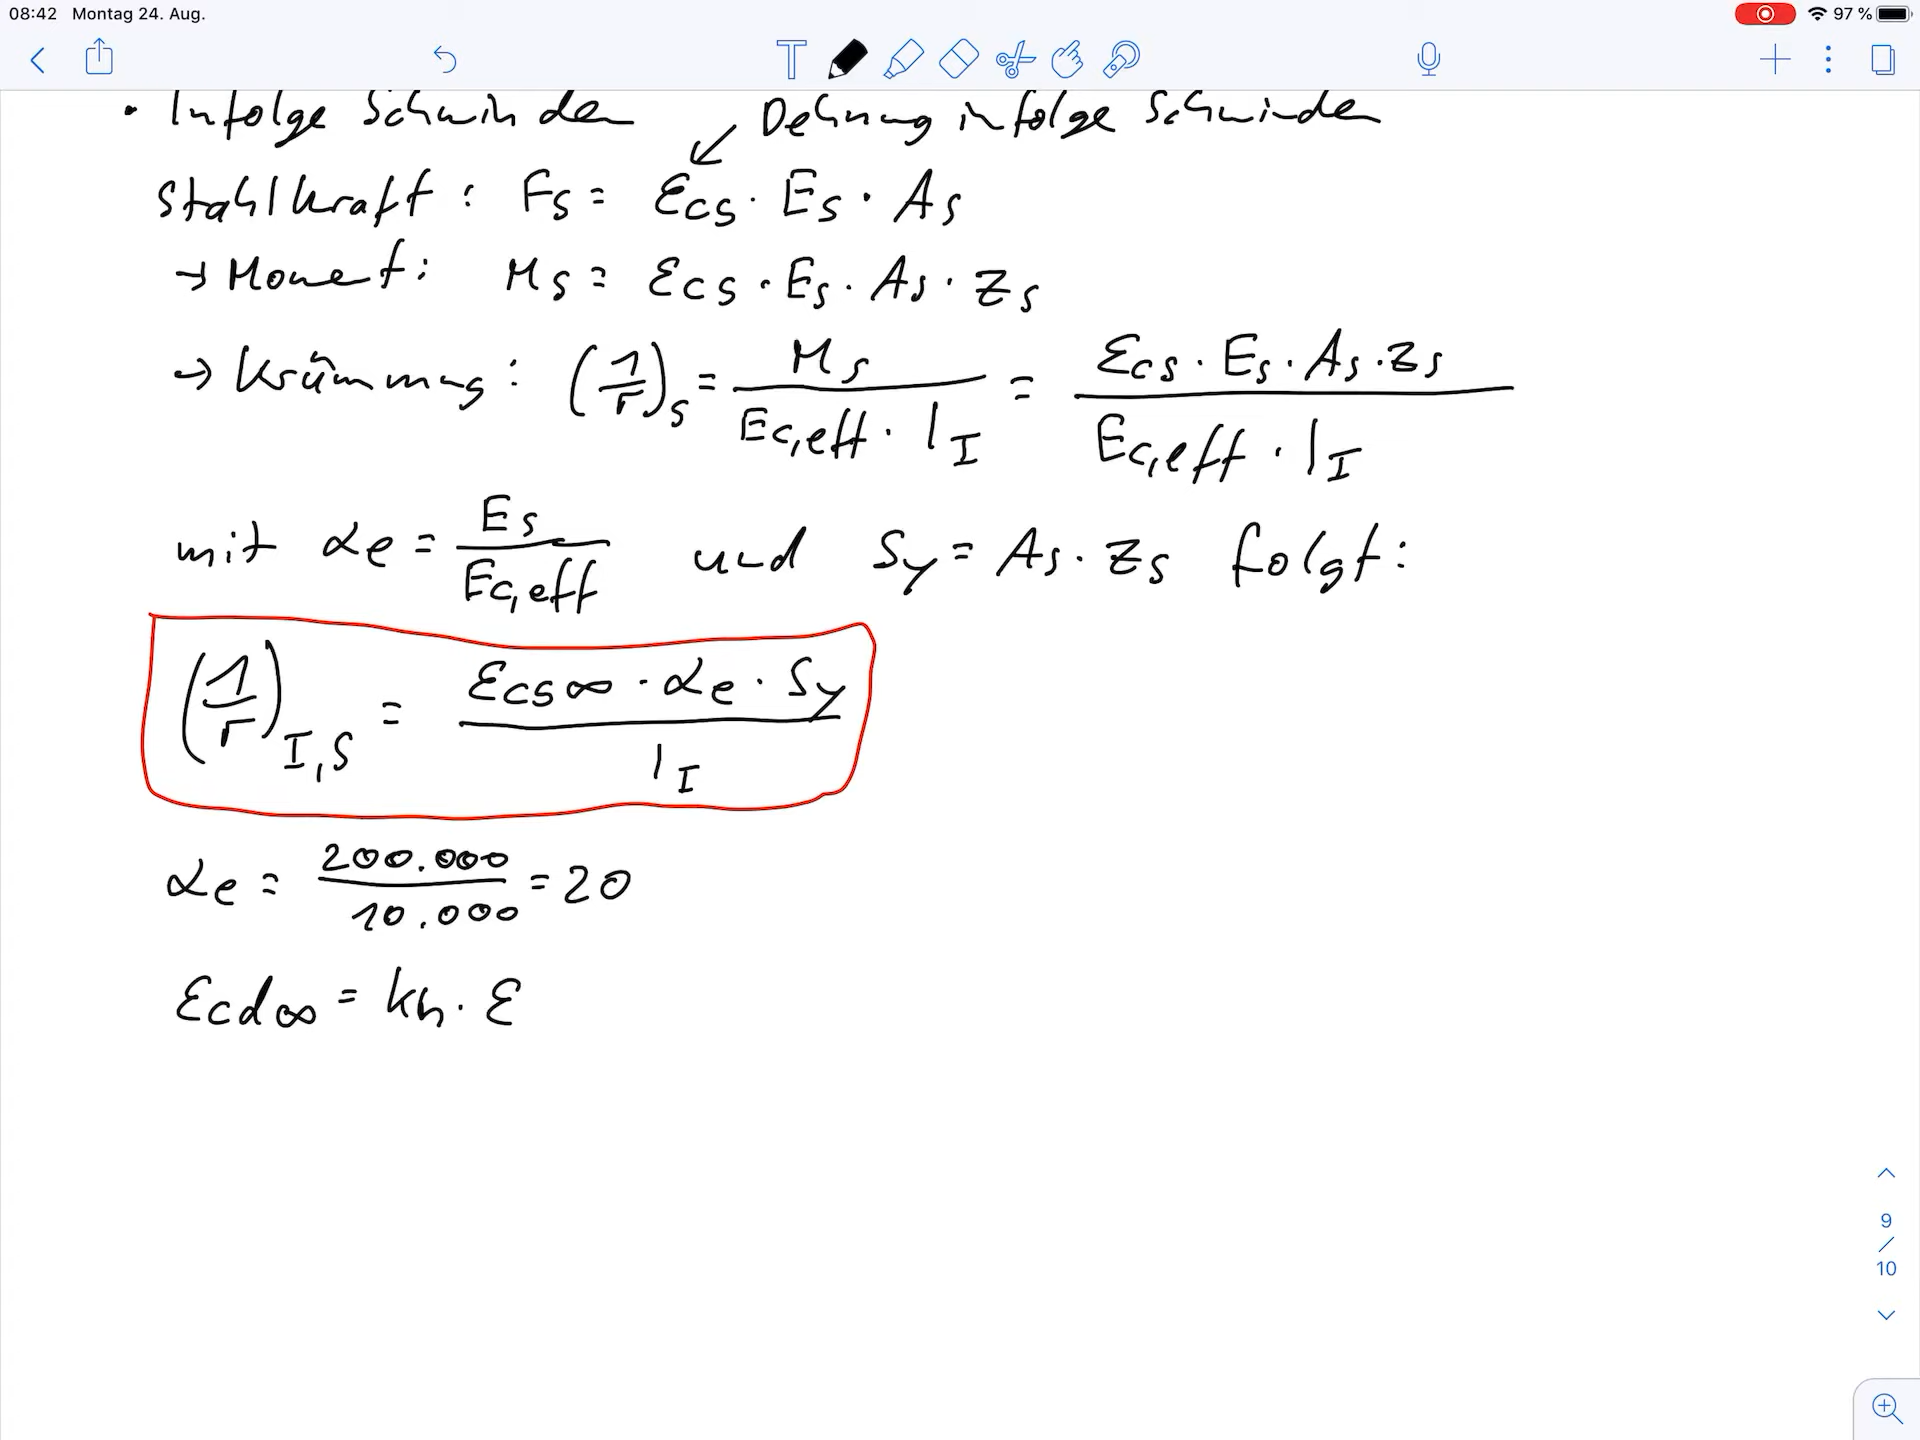 08:42 Montag 24. Aug. 97 %
T
• Infolge Schwinden Dehnung infolge Schwinden
↙
Stahlkraft : Fs = εcs · Es · As
→ Moment : Ms = εcs · Es · As · zs
→ Krümmung : (1/r)s = Ms / (Ec,eff · I_I) = (εcs · Es · As · zs) / (Ec,eff · I_I)
mit αe = Es / Ec,eff und Sy = As · zs folgt :
(1/r)I,S = (εcs∞ · αe · Sy) / I_I
αe = 200.000 / 10.000 = 20
εcd∞ = kh · ε
9
/
10